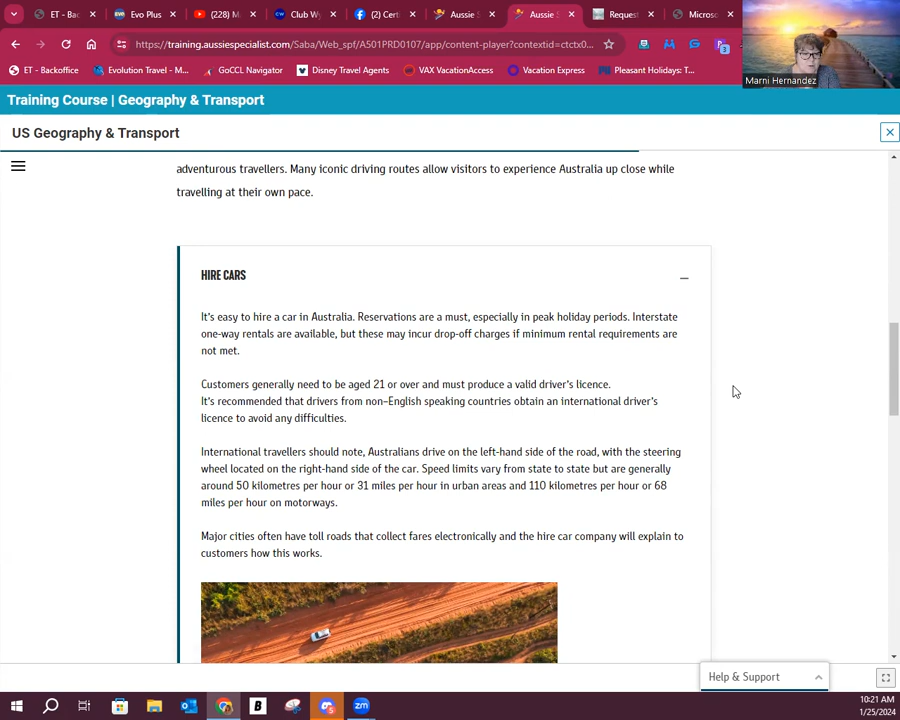 ET - Bac
Evo Plus
(228) M
Club W
(2) Cert
Aussie S
Aussie S
Request
Microsc
https://training.aussiespecialist.com/Saba/Web_spf/A501PRD0107/app/content-player?contextid=ctctx0...
3
ET - Backoffice
Evolution Travel - M...
GoCCL Navigator
Disney Travel Agents
VAX VacationAccess
Vacation Express
Pleasant Holidays: T...
Marni Hernandez
Training Course | Geography & Transport
US Geography & Transport
adventurous travellers. Many iconic driving routes allow visitors to experience Australia up close while
travelling at their own pace.
HIRE CARS
It's easy to hire a car in Australia. Reservations are a must, especially in peak holiday periods. Interstate
one-way rentals are available, but these may incur drop-off charges if minimum rental requirements are
not met.
Customers generally need to be aged 21 or over and must produce a valid driver's licence.
It's recommended that drivers from non-English speaking countries obtain an international driver's
licence to avoid any difficulties.
International travellers should note, Australians drive on the left-hand side of the road, with the steering
wheel located on the right-hand side of the car. Speed limits vary from state to state but are generally
around 50 kilometres per hour or 31 miles per hour in urban areas and 110 kilometres per hour or 68
miles per hour on motorways.
Major cities often have toll roads that collect fares electronically and the hire car company will explain to
customers how this works.
Help & Support
zm
10:21 AM
1/25/2024